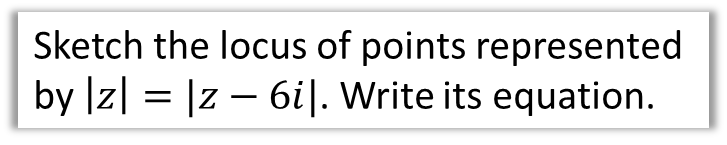 Sketch the locus of points represented
by |z| = |z − 6i|. Write its equation.